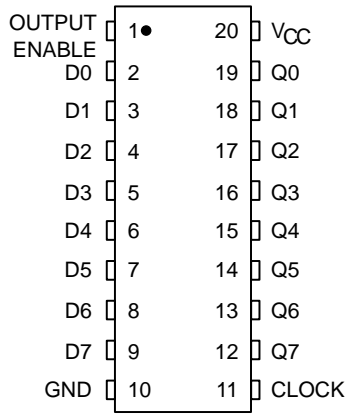 OUTPUT ENABLE 1 20 VCC
D0 2 19 Q0
D1 3 18 Q1
D2 4 17 Q2
D3 5 16 Q3
D4 6 15 Q4
D5 7 14 Q5
D6 8 13 Q6
D7 9 12 Q7
GND 10 11 CLOCK